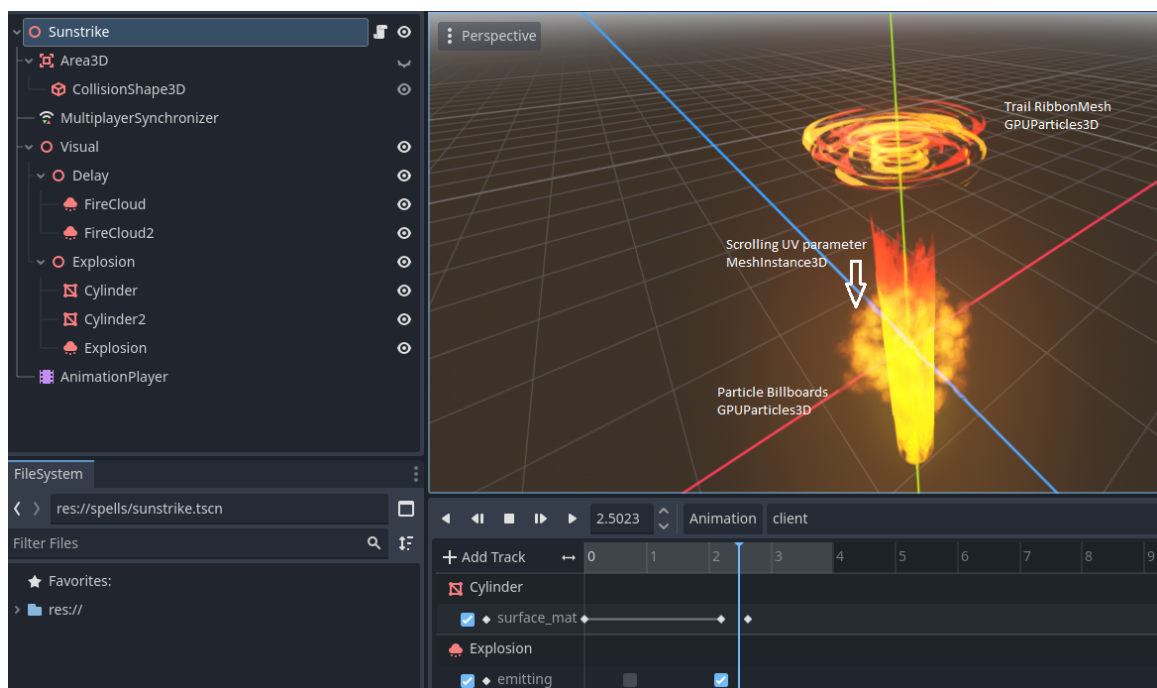 Sunstrike
Area3D
CollisionShape3D
MultiplayerSynchronizer
Visual
Delay
FireCloud
FireCloud2
Explosion
Cylinder
Cylinder2
Explosion
AnimationPlayer
FileSystem
res://spells/sunstrike.tscn
Filter Files
Favorites:
res://
Perspective
Trail RibbonMesh
GPUParticles3D
Scrolling UV parameter
MeshInstance3D
Particle Billboards
GPUParticles3D
2.5023 Animation client
Add Track 0 1 2 3 4 5 6 7 8 9
Cylinder
surface_mat
Explosion
emitting